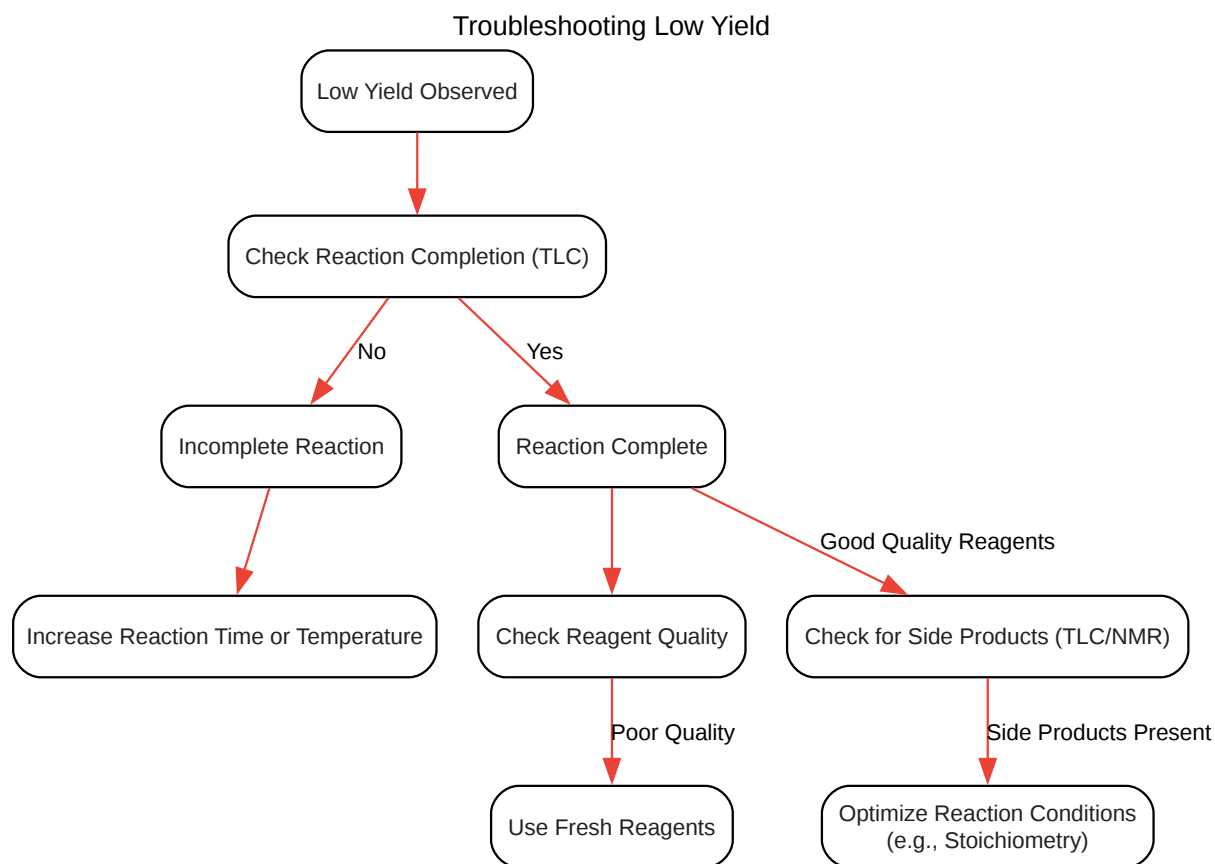 Troubleshooting Low Yield
Low Yield Observed
Check Reaction Completion (TLC)
No
Yes
Incomplete Reaction
Reaction Complete
Good Quality Reagents
Increase Reaction Time or Temperature
Check Reagent Quality
Check for Side Products (TLC/NMR)
Poor Quality
Side Products Present
Use Fresh Reagents
Optimize Reaction Conditions
(e.g., Stoichiometry)